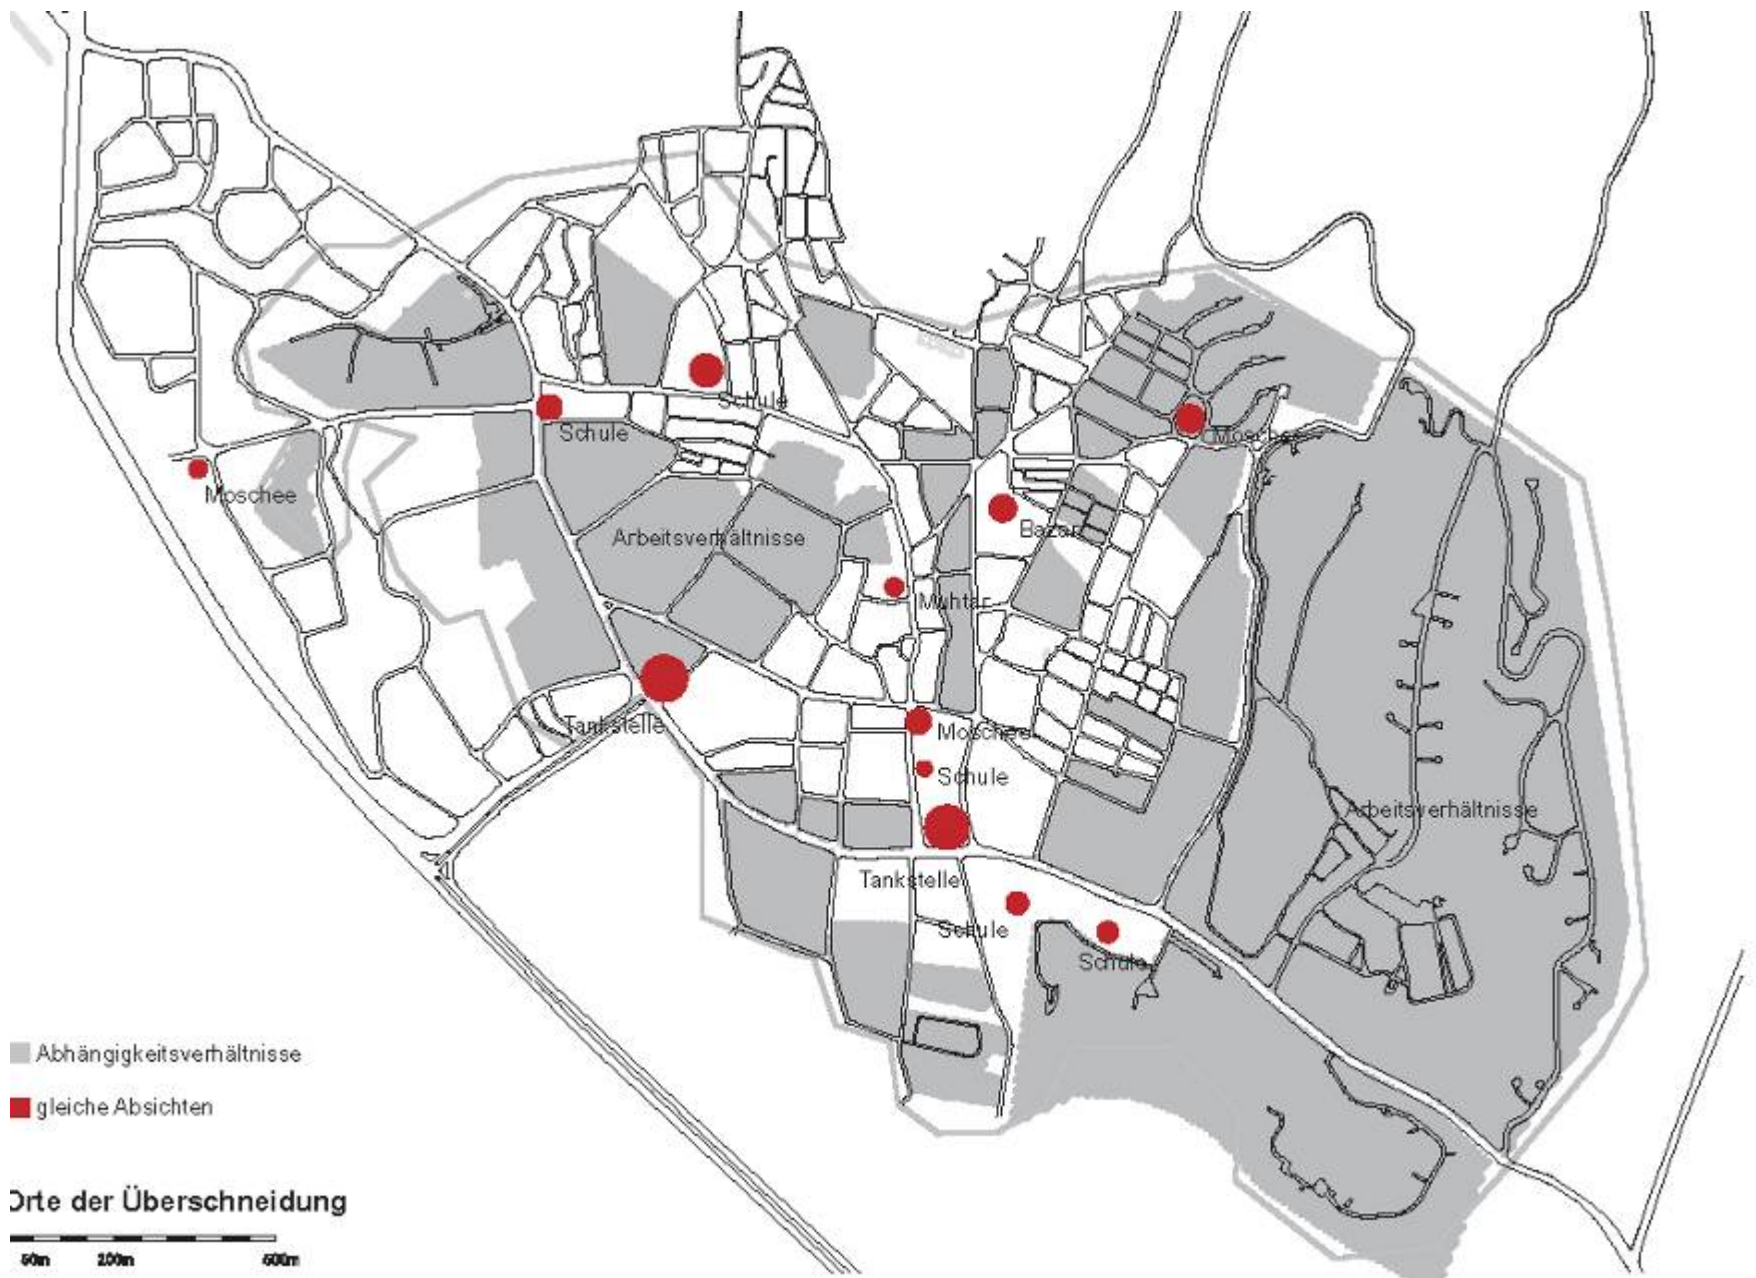 Schule
Schule
Moschee
Moschee
Arbeitsverhältnisse
Bazar
Muhtar
Tankstelle
Moschee
Schule
Arbeitsverhältnisse
Tankstelle
Schule
Schule
Abhängigkeitsverhältnisse
gleiche Absichten
Orte der Überschneidung
50m 200m 500m